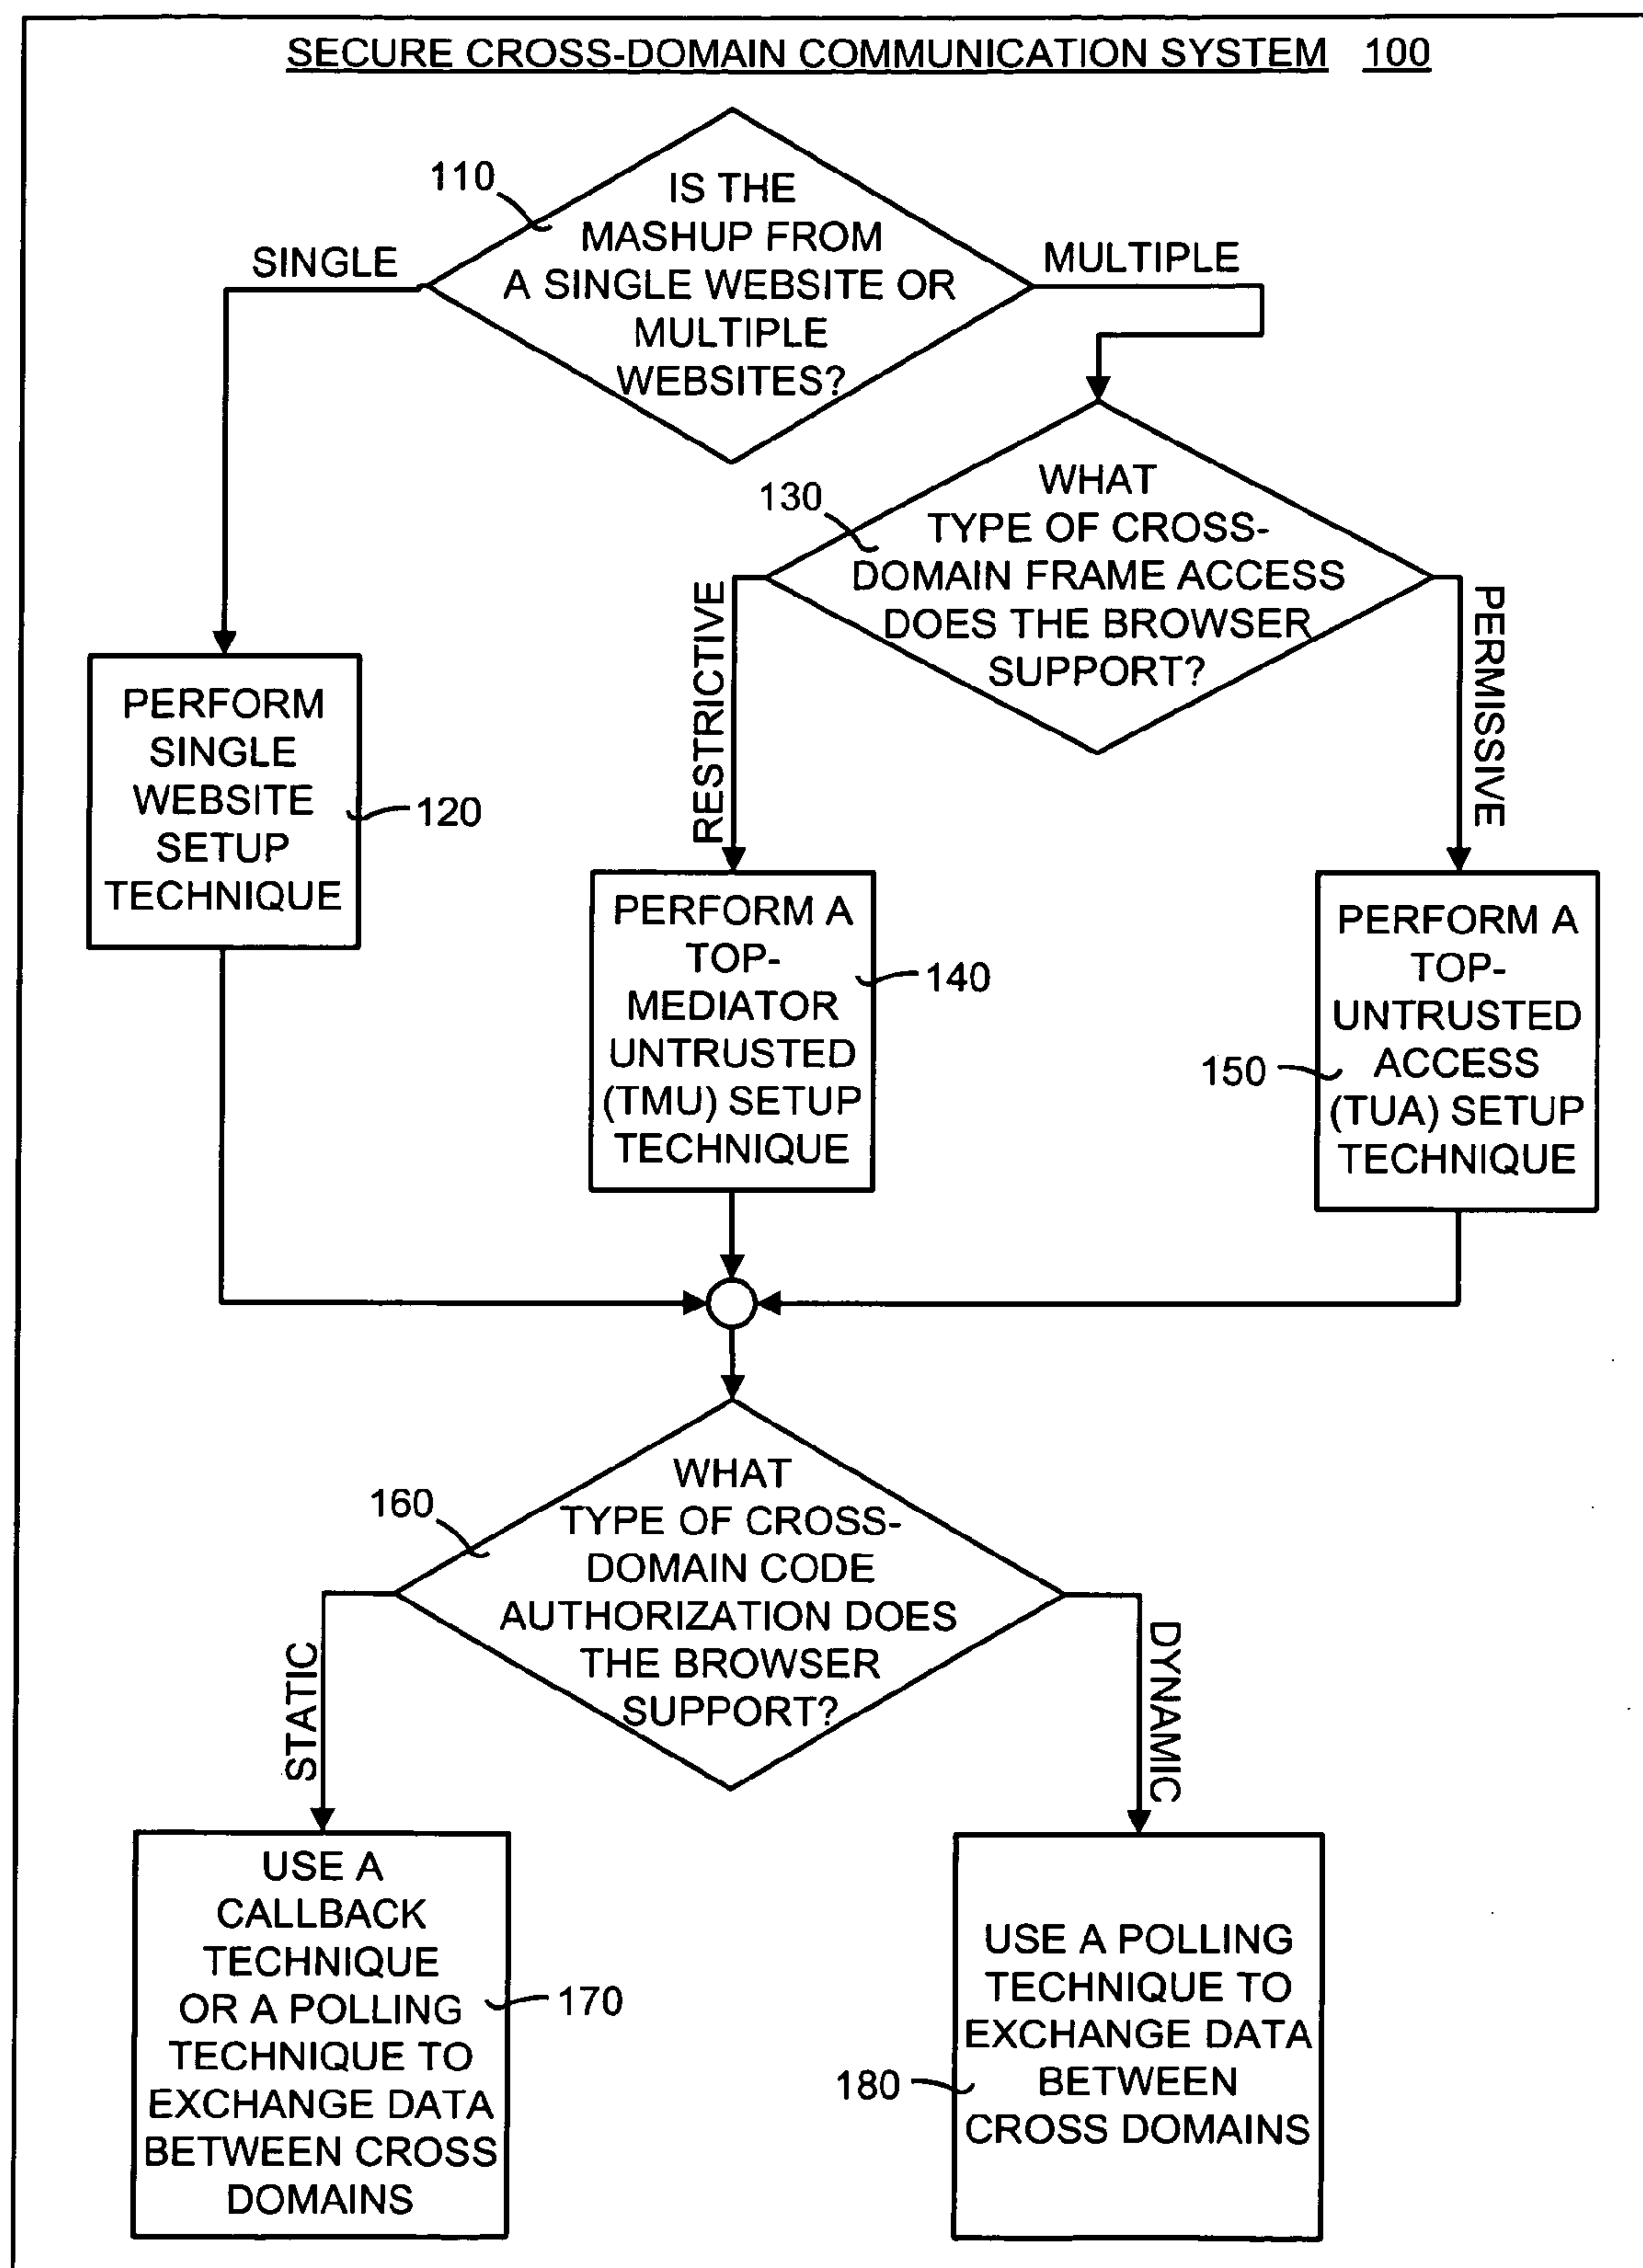 SECURE CROSS-DOMAIN COMMUNICATION SYSTEM 100
110
IS THE
MASHUP FROM
A SINGLE WEBSITE OR
MULTIPLE
WEBSITES?
SINGLE
MULTIPLE
130
WHAT
TYPE OF CROSS-
DOMAIN FRAME ACCESS
DOES THE BROWSER
SUPPORT?
RESTRICTIVE
PERMISSIVE
PERFORM
SINGLE
WEBSITE
SETUP
TECHNIQUE
120
PERFORM A
TOP-
MEDIATOR
UNTRUSTED
(TMU) SETUP
TECHNIQUE
140
PERFORM A
TOP-
UNTRUSTED
ACCESS
(TUA) SETUP
TECHNIQUE
150
160
WHAT
TYPE OF CROSS-
DOMAIN CODE
AUTHORIZATION DOES
THE BROWSER
SUPPORT?
STATIC
DYNAMIC
USE A
CALLBACK
TECHNIQUE
OR A POLLING
TECHNIQUE TO
EXCHANGE DATA
BETWEEN CROSS
DOMAINS
170
USE A POLLING
TECHNIQUE TO
EXCHANGE DATA
BETWEEN
CROSS DOMAINS
180